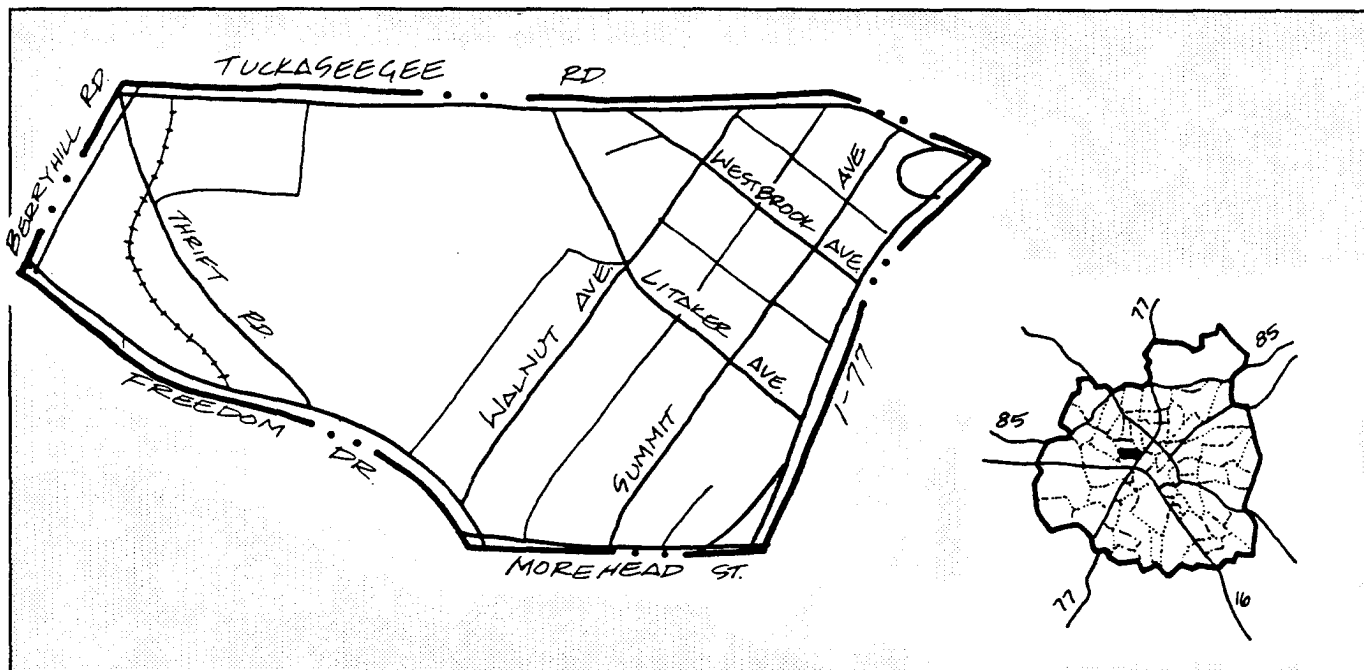 TUCKASEEGEE RD.
BERRYHILL RD.
THRIFT RD.
FREEDOM DR.
WESTBROOK AVE.
AVE
LITAKER AVE.
WALNUT AVE.
SUMMIT
I-77
MOREHEAD ST.
77
85
85
77
16